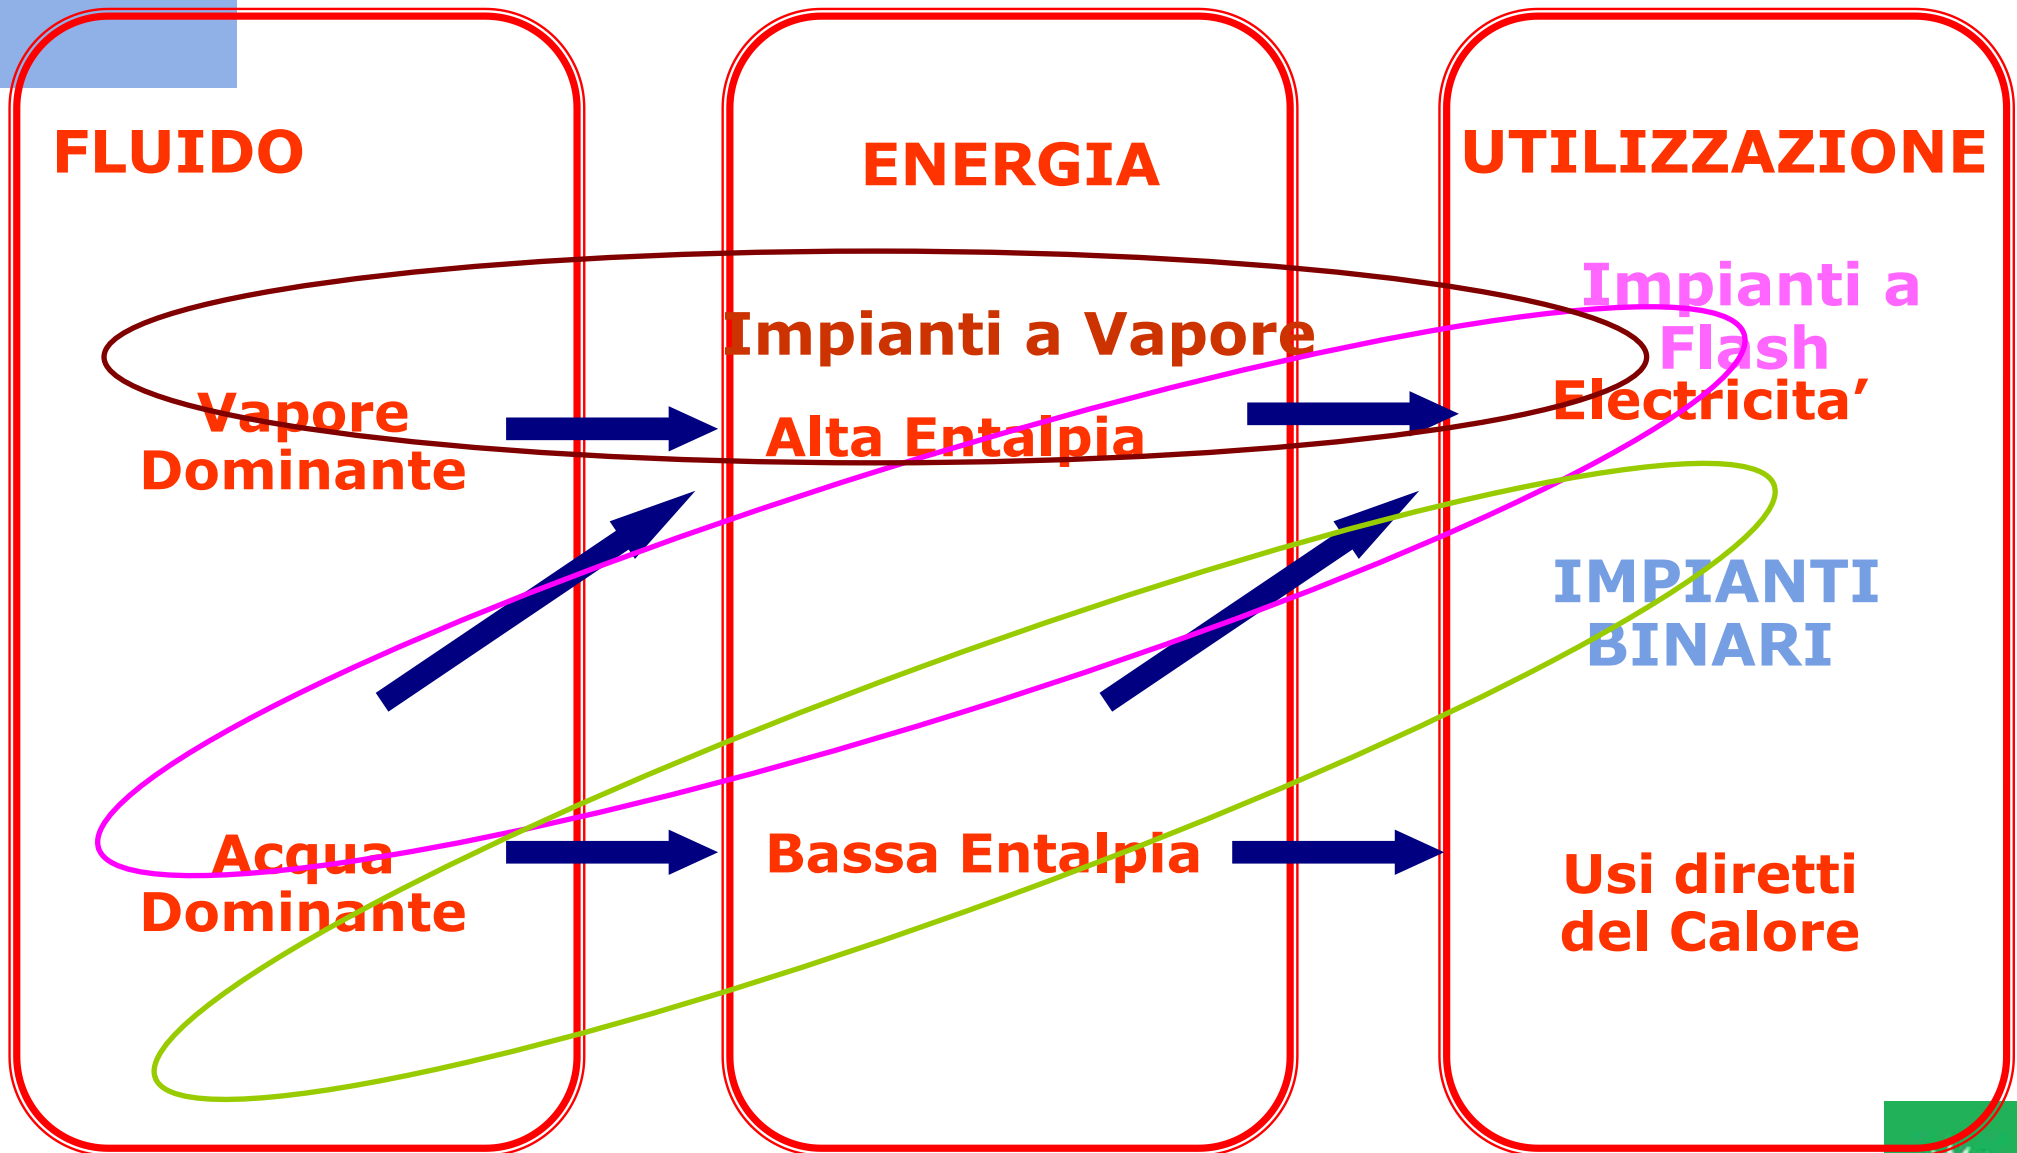 FLUIDO
Vapore
Dominante
Acqua
Dominante
ENERGIA
Impianti a Vapore
Alta Entalpia
Bassa Entalpia
UTILIZZAZIONE
Impianti a
Flash
Electricita’
IMPIANTI
BINARI
Usi diretti
del Calore